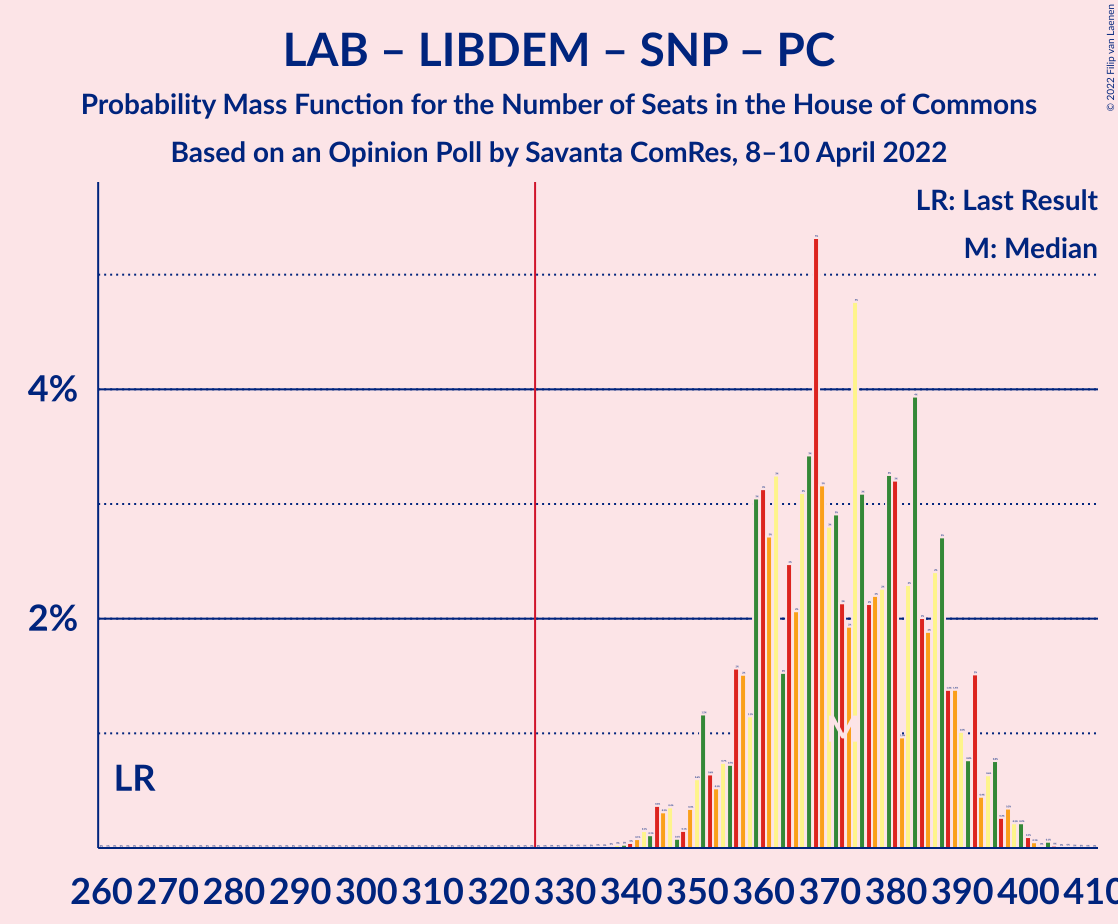 LAB – LIBDEM – SNP – PC
Probability Mass Function for the Number of Seats in the House of Commons
Based on an Opinion Poll by Savanta ComRes, 8–10 April 2022
© 2022 Filip van Laenen
LR: Last Result
M: Median
4%
2%
LR
M
260 270 280 290 300 310 320 330 340 350 360 370 380 390 400 410